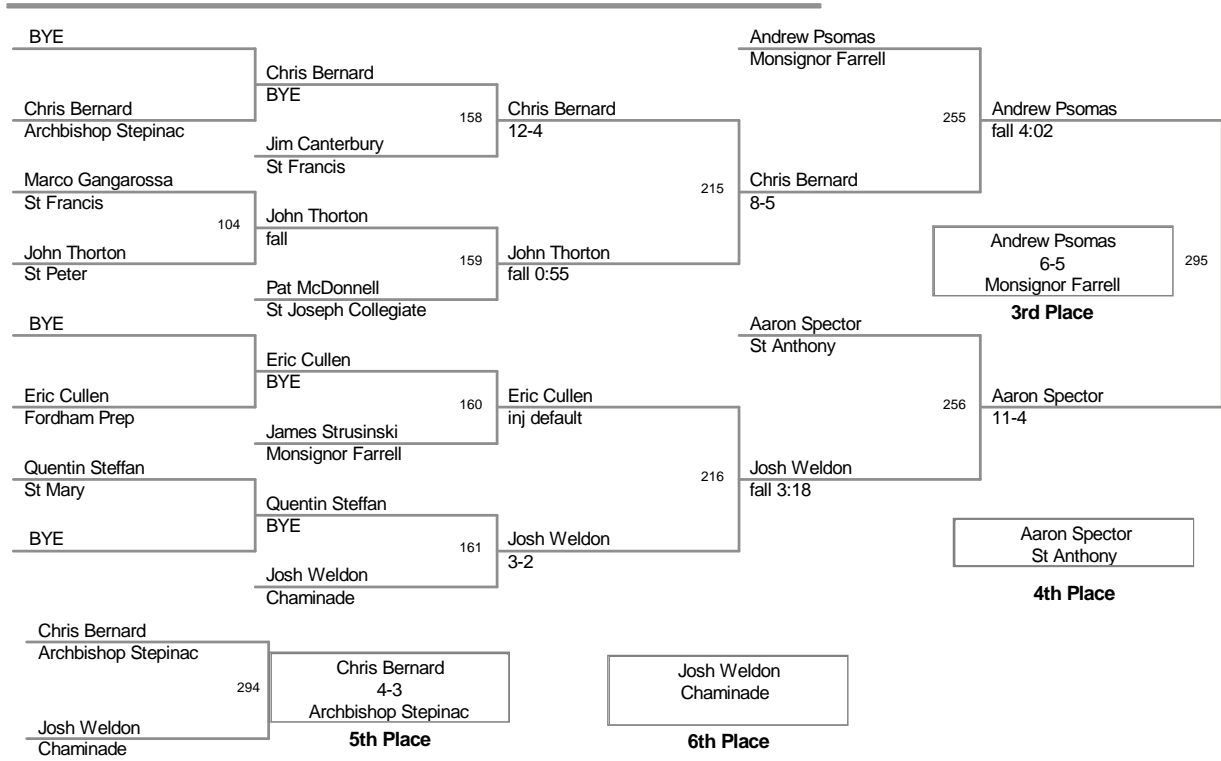 BYE
Chris Bernard
Archbishop Stepinac
Marco Gangarossa
St Francis
104
John Thorton
St Peter
BYE
Eric Cullen
Fordham Prep
Quentin Steffan
St Mary
BYE
Chris Bernard
BYE
158
Jim Canterbury
St Francis
John Thorton
fall
159
Pat McDonnell
St Joseph Collegiate
Eric Cullen
BYE
160
James Strusinski
Monsignor Farrell
Quentin Steffan
BYE
161
Josh Weldon
Chaminade
Chris Bernard
12-4
215
John Thorton
fall 0:55
Eric Cullen
inj default
216
Josh Weldon
3-2
Andrew Psomas
Monsignor Farrell
255
Chris Bernard
8-5
Aaron Spector
St Anthony
256
Josh Weldon
fall 3:18
Andrew Psomas
fall 4:02
Andrew Psomas
6-5
Monsignor Farrell
295
3rd Place
Aaron Spector
11-4
Aaron Spector
St Anthony
4th Place
Chris Bernard
Archbishop Stepinac
294
Josh Weldon
Chaminade
Chris Bernard
4-3
Archbishop Stepinac
5th Place
Josh Weldon
Chaminade
6th Place